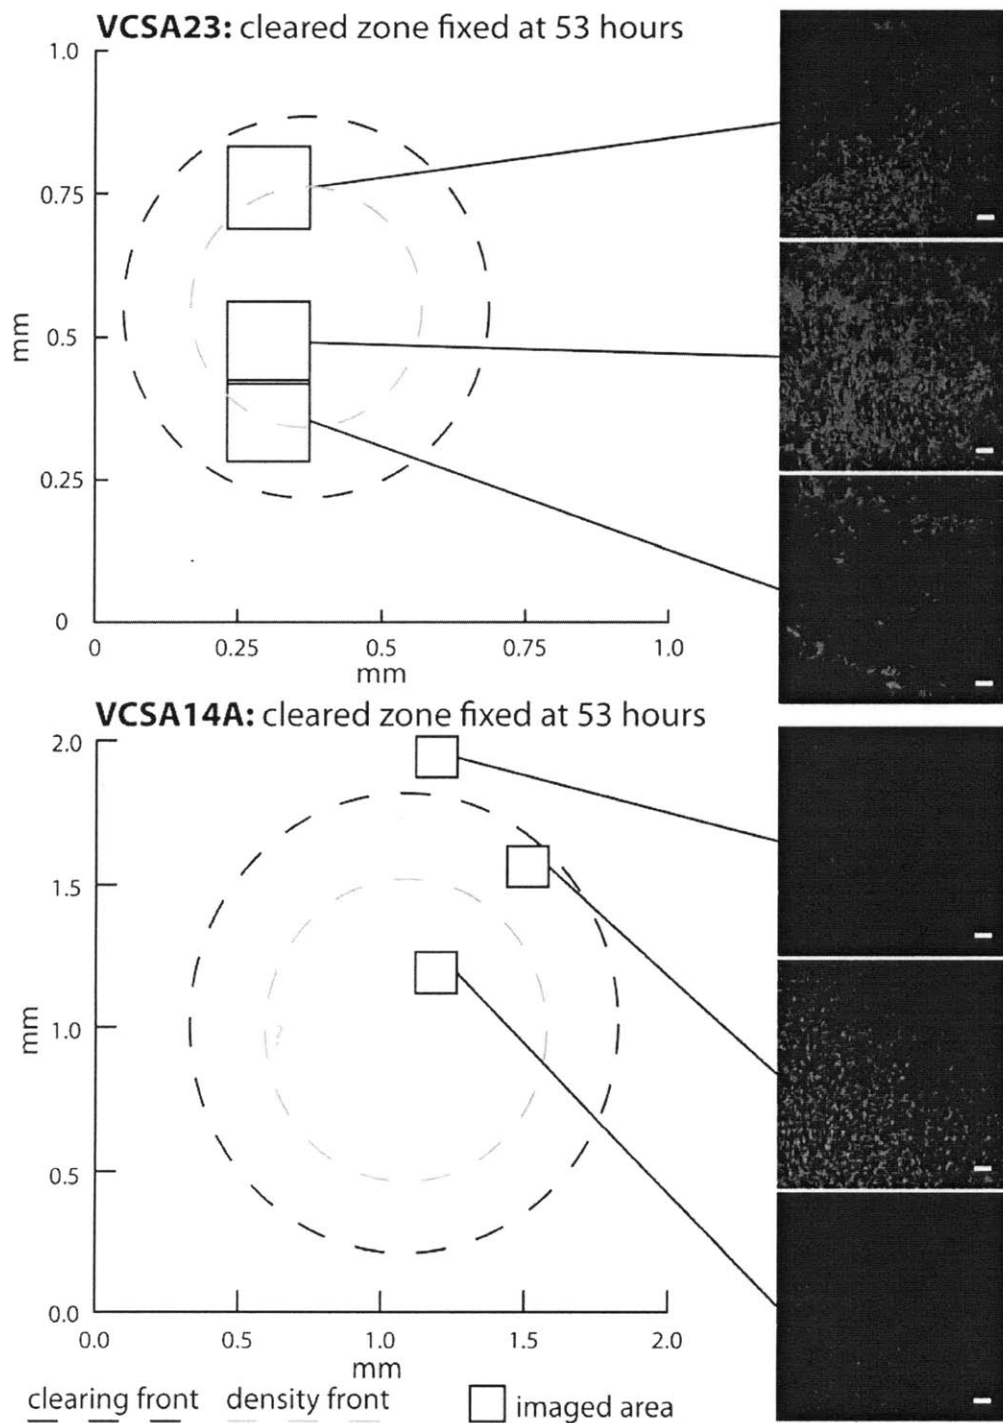 VCSA23: cleared zone fixed at 53 hours
1.0
0.75
mm
0.5
0.25
0
0 0.25 0.5 0.75 1.0
mm
VCSA14A: cleared zone fixed at 53 hours
2.0
1.5
mm
1.0
0.5
0.0
0.0 0.5 1.0 1.5 2.0
mm
clearing front density front imaged area